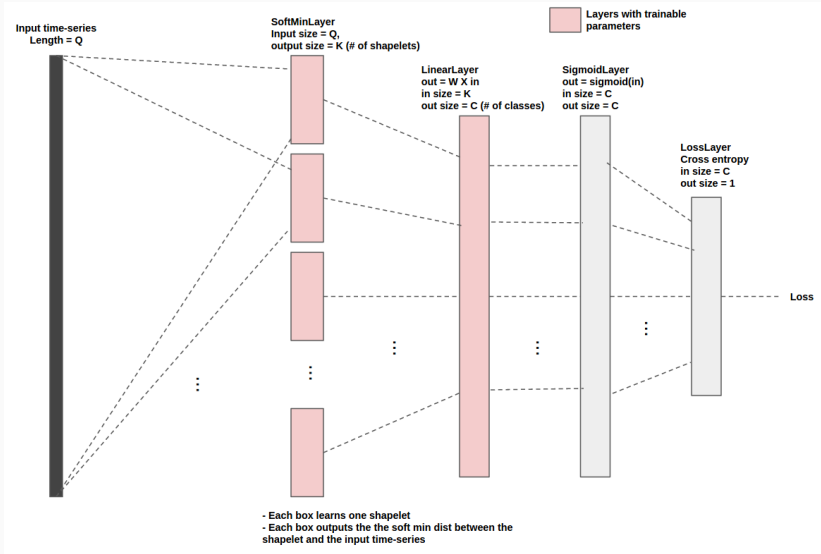 Input time-series
Length = Q
SoftMinLayer
Input size = Q,
output size = K (# of shapelets)
Layers with trainable
parameters
LinearLayer
out = W X in
in size = K
out size = C (# of classes)
SigmoidLayer
out = sigmoid(in)
in size = C
out size = C
LossLayer
Cross entropy
in size = C
out size = 1
Loss
...
...
...
...
...
- Each box learns one shapelet
- Each box outputs the the soft min dist between the
shapelet and the input time-series